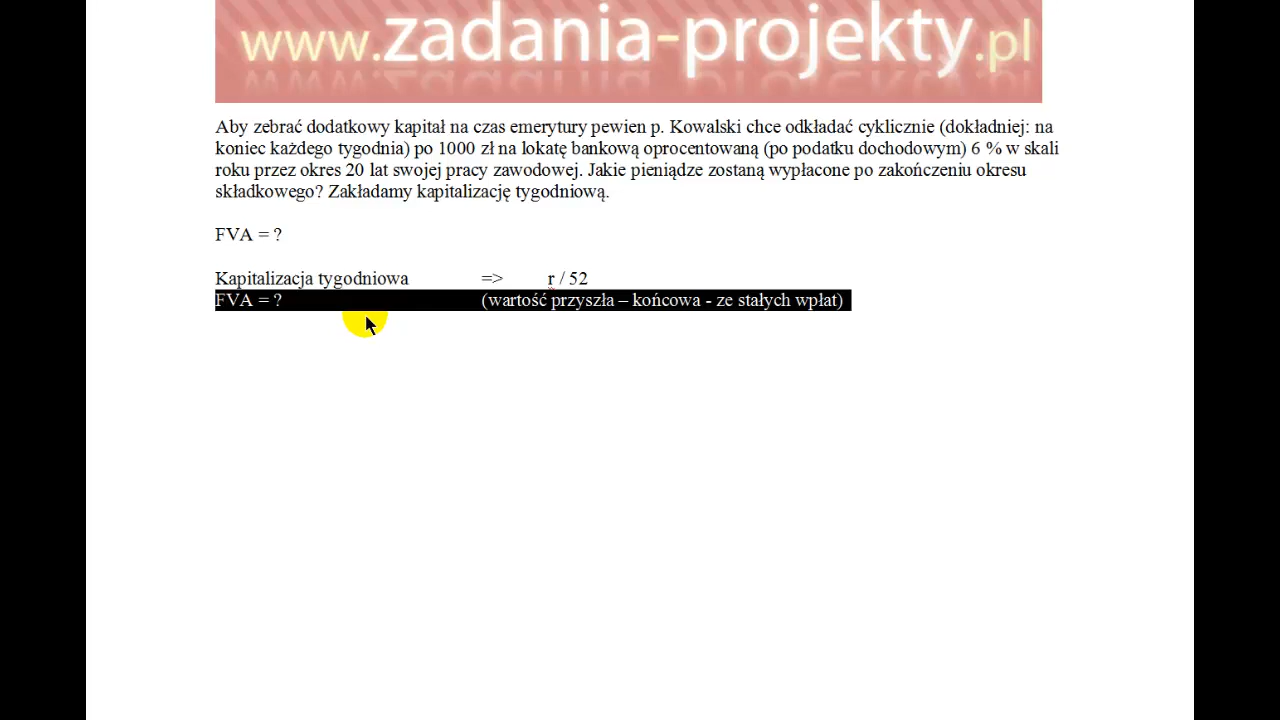 www.zadania-projekty.pl
Aby zebrać dodatkowy kapitał na czas emerytury pewien p. Kowalski chce odkładać cyklicznie (dokładniej: na
koniec każdego tygodnia) po 1000 zł na lokatę bankową oprocentowaną (po podatku dochodowym) 6 % w skali
roku przez okres 20 lat swojej pracy zawodowej. Jakie pieniądze zostaną wypłacone po zakończeniu okresu
składkowego? Zakładamy kapitalizację tygodniową.
FVA = ?
Kapitalizacja tygodniowa => r / 52
FVA = ? (wartość przyszła – końcowa - ze stałych wpłat)